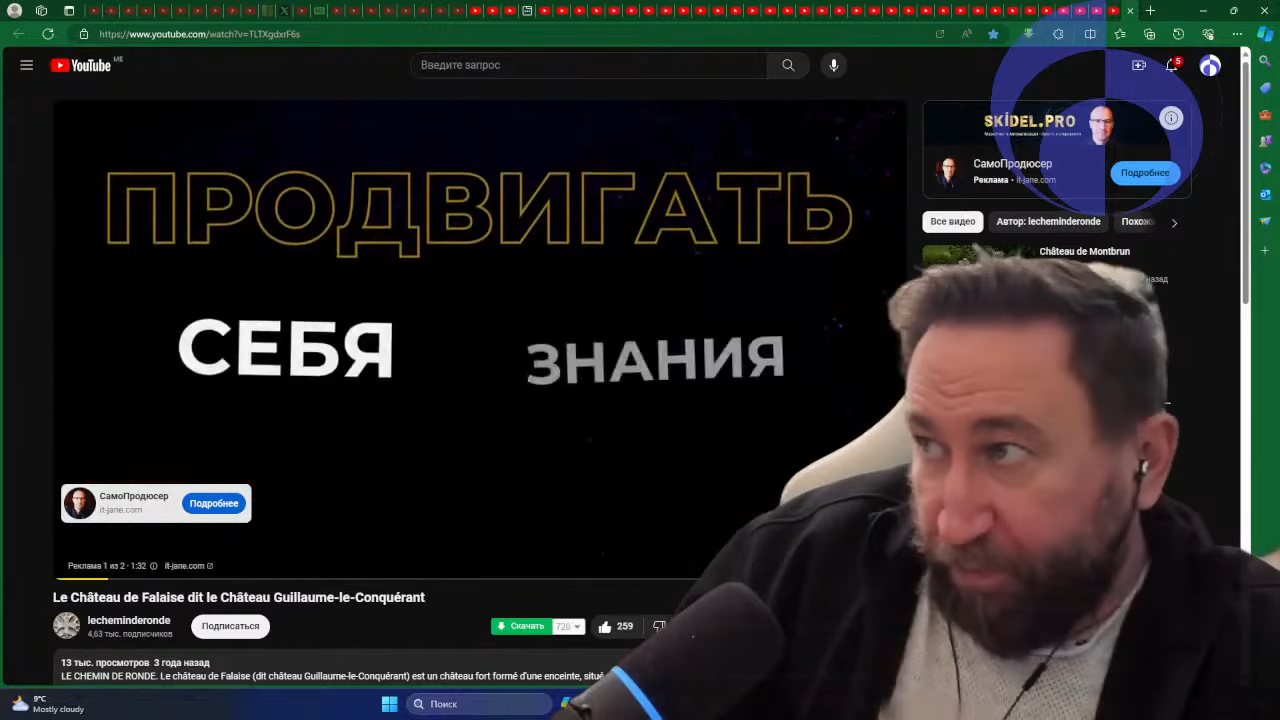 https://www.youtube.com/watch?v=TLTXgdxrF6s
YouTube ME
Введите запрос
5
ПРОДВИГАТЬ
СЕБЯ ЗНАНИЯ
SKIDEL.PRO
СамоПродюсер
Реклама • it-jane.com
Подробнее
Все видео
Автор: lecheminderonde
Похож
Château de Montbrun
назад
СамоПродюсер
it-jane.com
Подробнее
Реклама 1 из 2 · 1:32
it-jane.com
Le Château de Falaise dit le Château Guillaume-le-Conquérant
lecheminderonde
4,63 тыс. подписчиков
Подписаться
Скачать 720
259
13 тыс. просмотров 3 года назад
LE CHEMIN DE RONDE. Le château de Falaise (dit château Guillaume-le-Conquérant) est un château fort formé d'une enceinte, situé
9°C
Mostly cloudy
Поиск